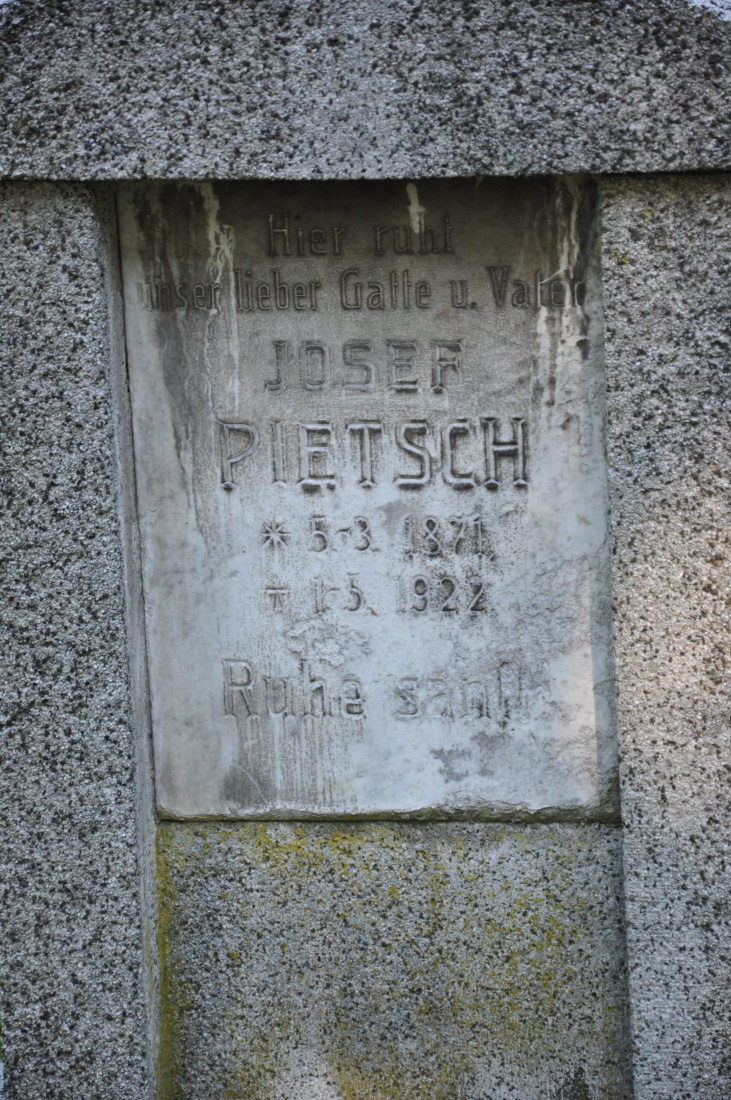 Hier ruht
unser lieber Gatte u. Vater
JOSEF
PIETSCH
* 5.-3. 1871.
† 1-5. 1922
Ruhe sanft